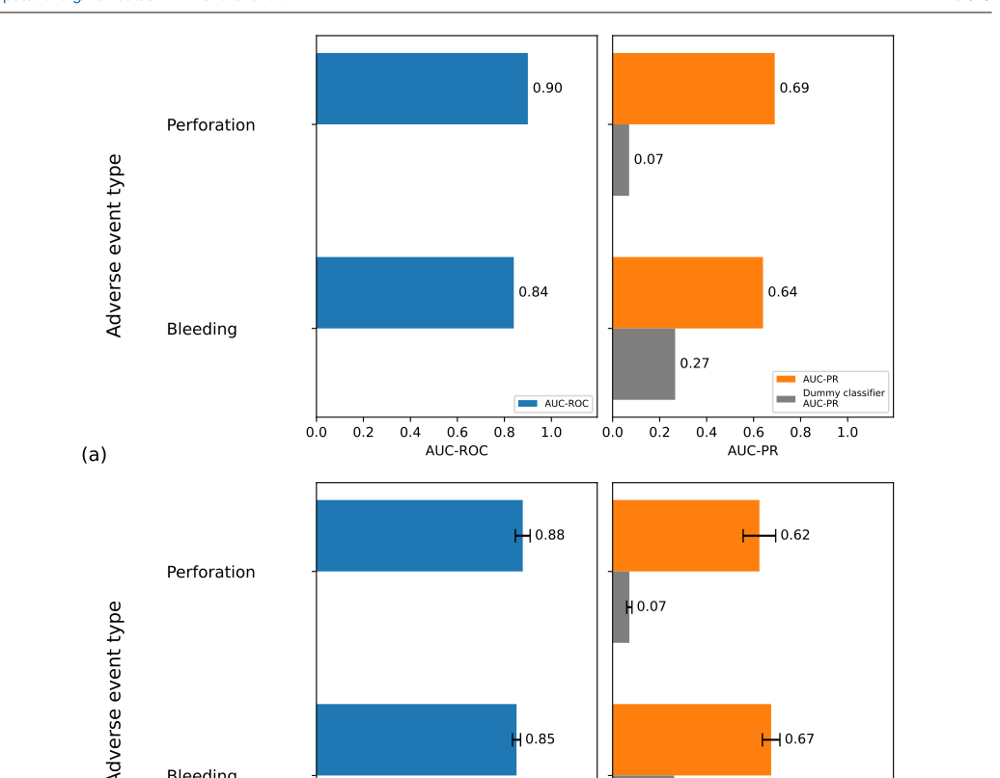 0.90
0.69
Perforation
0.07
Adverse event type
0.84
0.64
Bleeding
0.27
AUC-ROC
AUC-PR
Dummy classifier
AUC-PR
0.0 0.2 0.4 0.6 0.8 1.0
AUC-ROC
0.0 0.2 0.4 0.6 0.8 1.0
AUC-PR
(a)
0.88
0.62
Perforation
0.07
Adverse event type
0.85
0.67
Bleeding